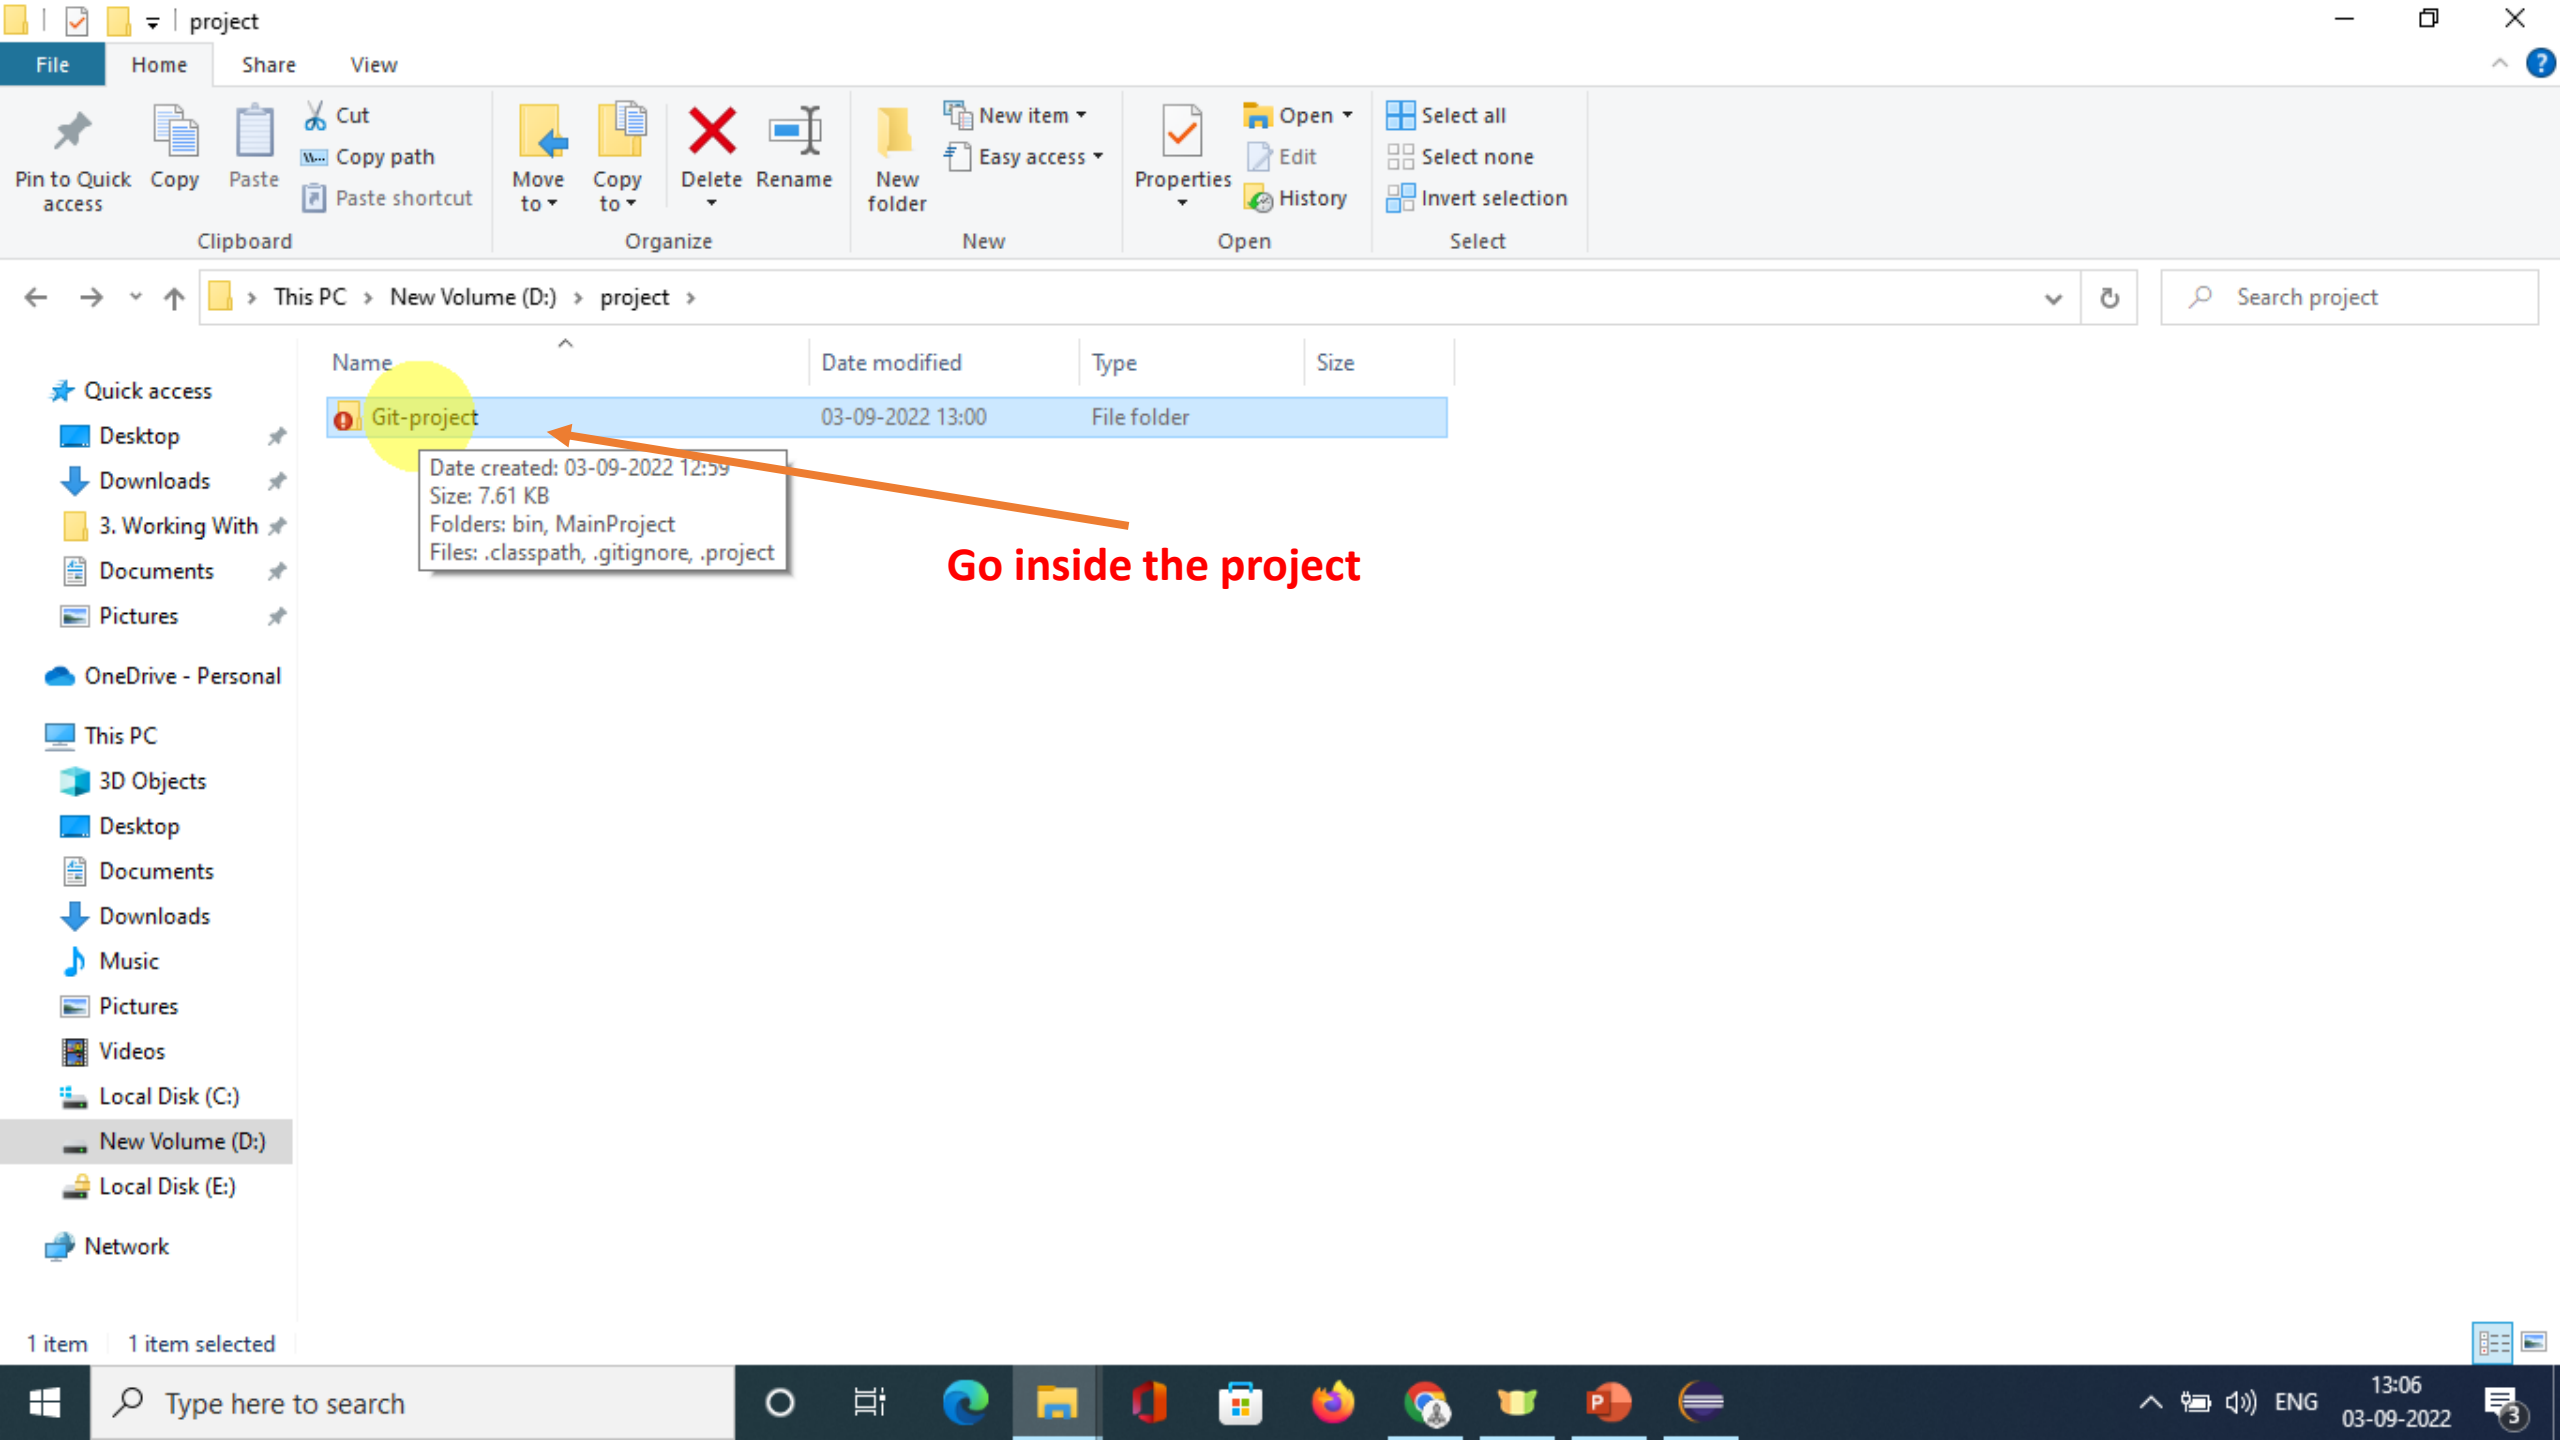 project
File Home Share View
Pin to Quick access
Copy
Paste
Cut
Copy path
Paste shortcut
Clipboard
Move to
Copy to
Delete
Rename
Organize
New folder
New item
Easy access
New
Properties
Open
Edit
History
Open
Select all
Select none
Invert selection
Select
This PC > New Volume (D:) > project >
Search project
Name Date modified Type Size
Git-project 03-09-2022 13:00 File folder
Date created: 03-09-2022 12:59
Size: 7.61 KB
Folders: bin, MainProject
Files: .classpath, .gitignore, .project
Go inside the project
Quick access
Desktop
Downloads
3. Working With
Documents
Pictures
OneDrive - Personal
This PC
3D Objects
Desktop
Documents
Downloads
Music
Pictures
Videos
Local Disk (C:)
New Volume (D:)
Local Disk (E:)
Network
1 item 1 item selected
Type here to search
ENG
13:06
03-09-2022
3